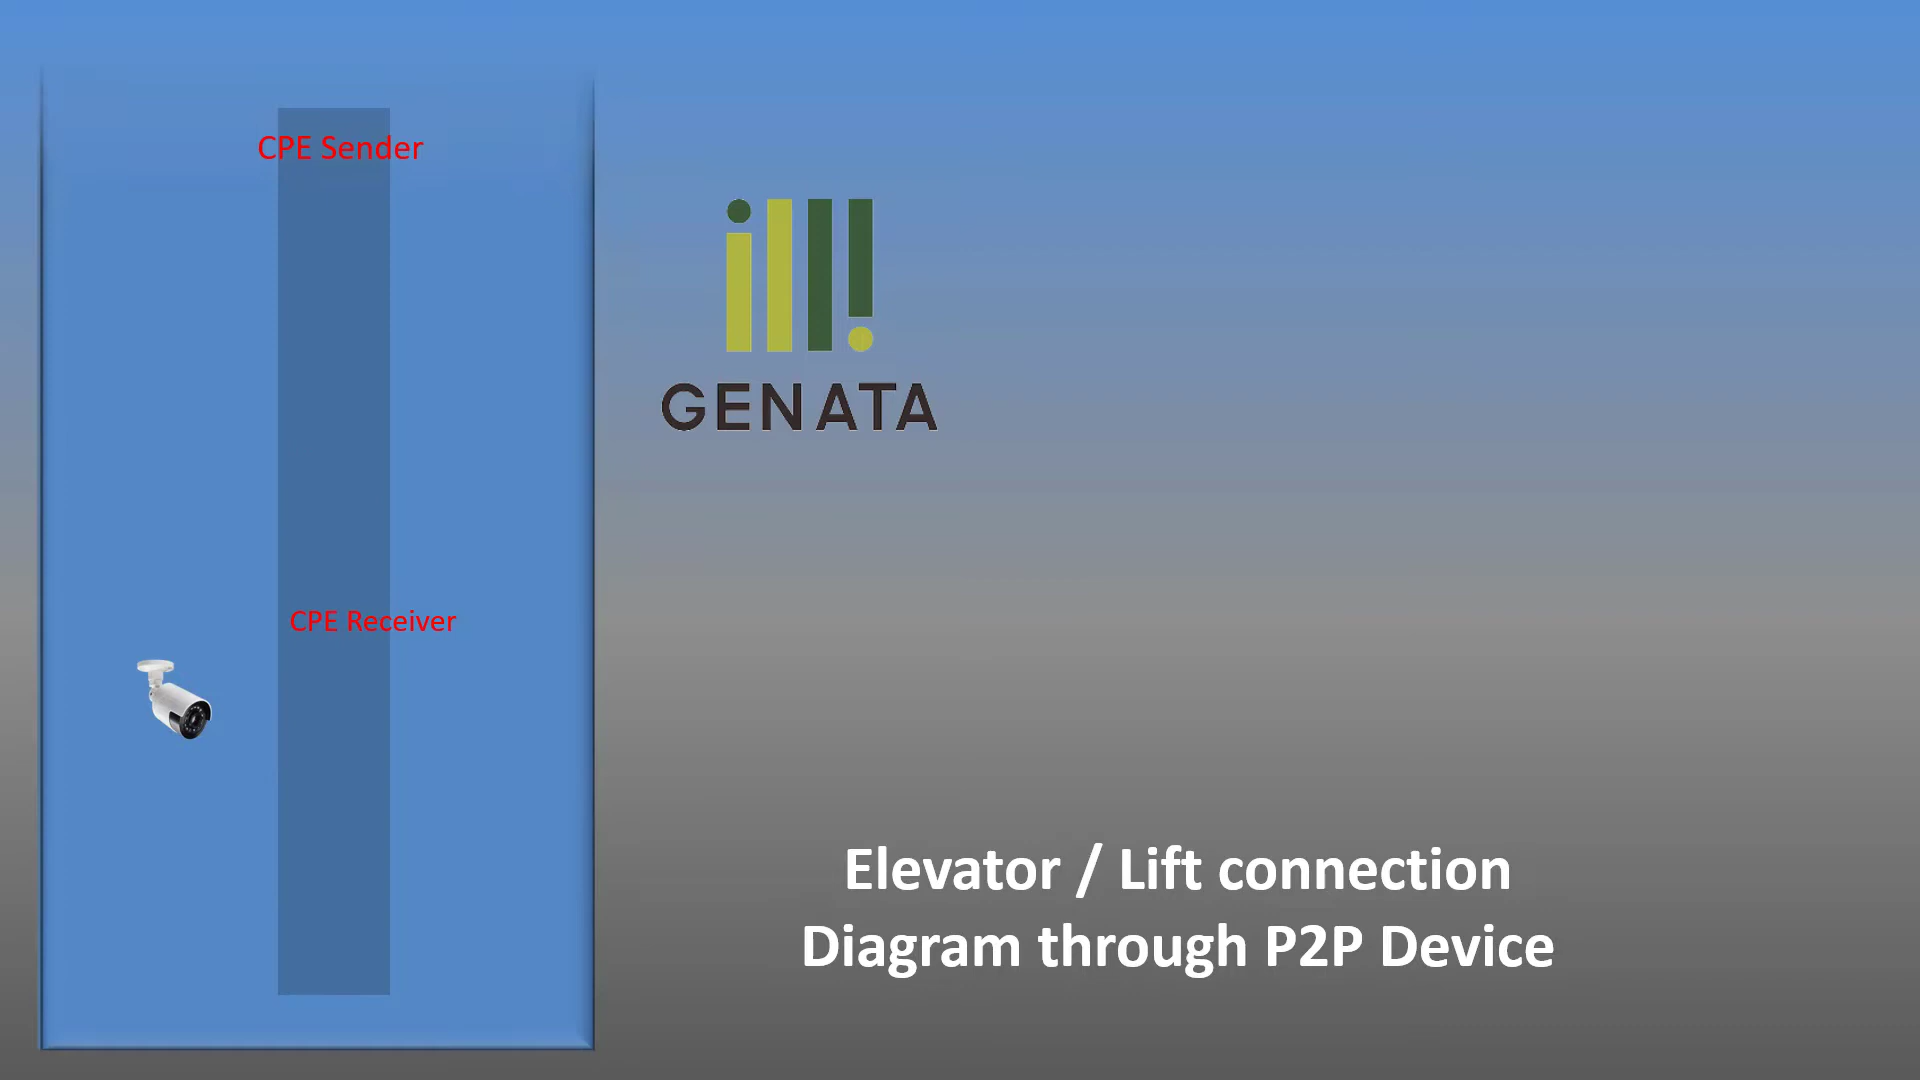 CPE Sender
GENATA
CPE Receiver
Elevator / Lift connection
Diagram through P2P Device